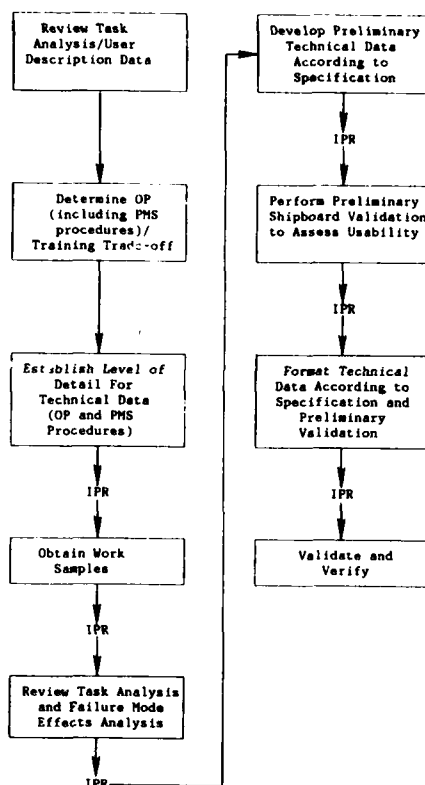 Review Task
Analysis/User
Description Data
Determine OP
(including PMS
procedures)/
Training Trade-off
Establish Level of
Detail For
Technical Data
(OP and PMS
Procedures)
IPR
Obtain Work
Samples
IPR
Review Task Analysis
and Failure Mode
Effects Analysis
IPR
Develop Preliminary
Technical Data
According to
Specification
IPR
Perform Preliminary
Shipboard Validation
to Assess Usability
IPR
Format Technical
Data According to
Specification and
Preliminary
Validation
IPR
Validate and
Verify